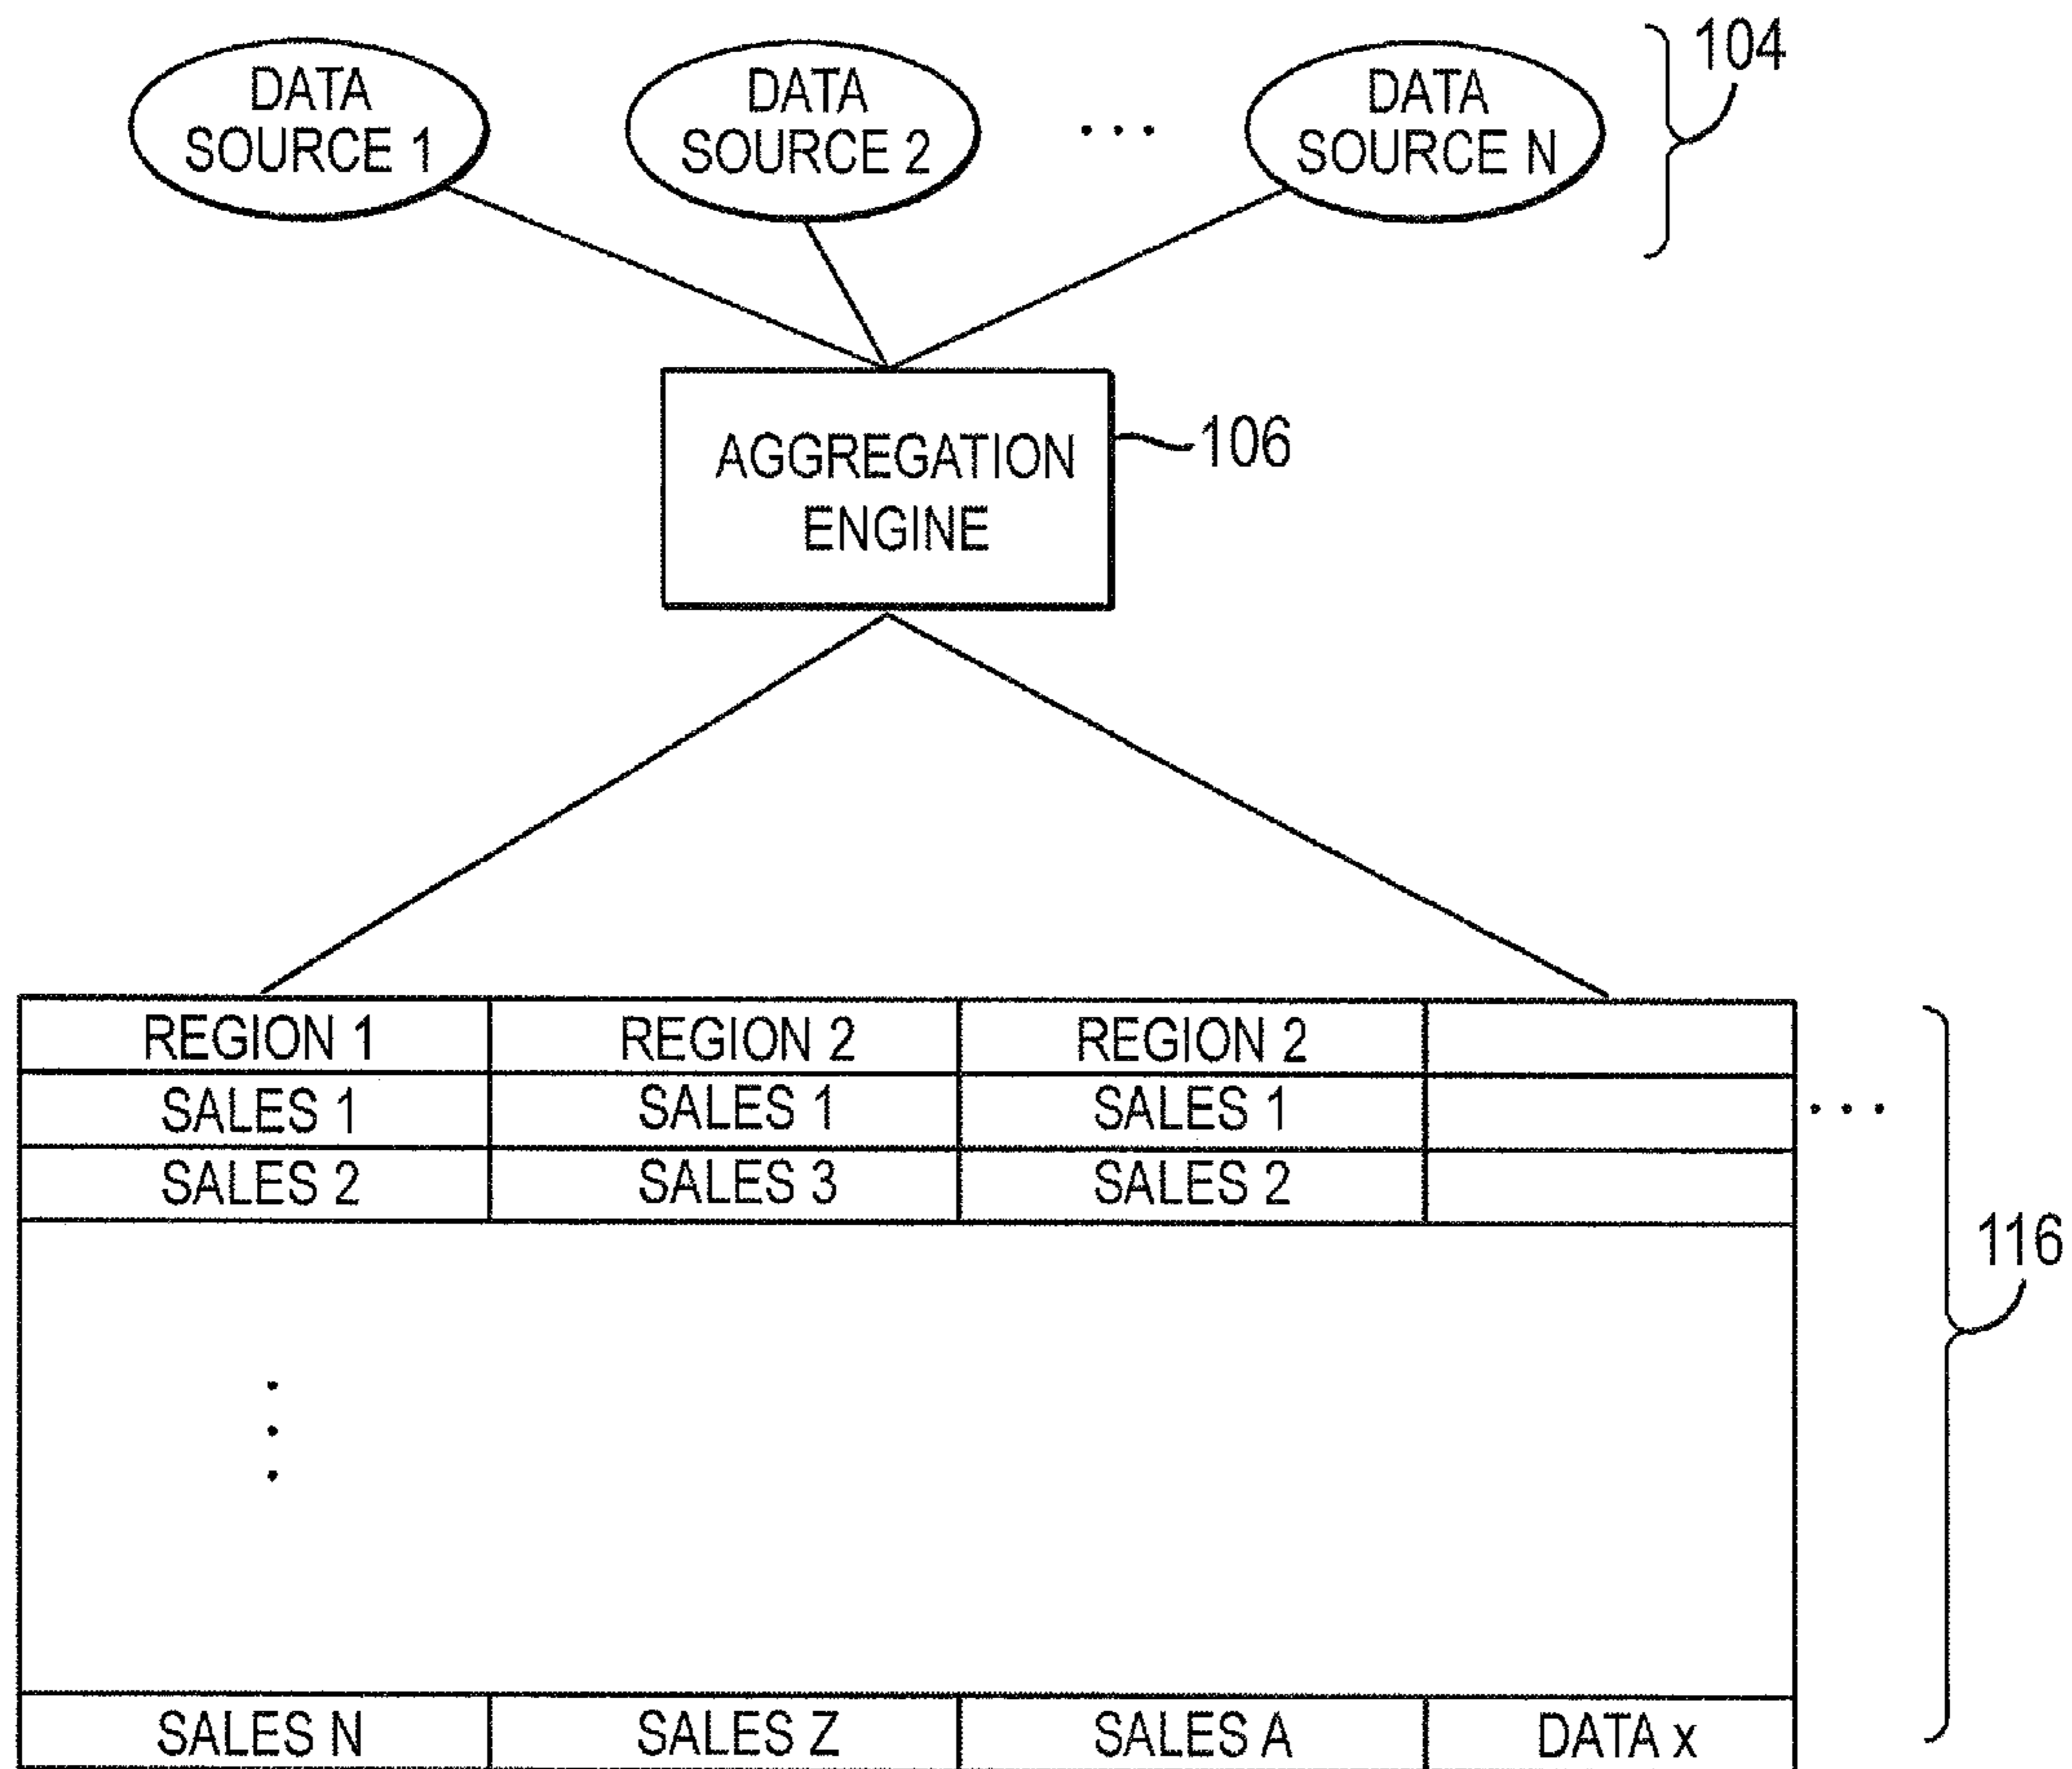 104
DATA DATA DATA
SOURCE 1 SOURCE 2 ... SOURCE N
AGGREGATION
ENGINE
106
REGION 1 REGION 2 REGION 2
SALES 1 SALES 1 SALES 1 ...
SALES 2 SALES 3 SALES 2
116
SALES N SALES Z SALES A DATA x